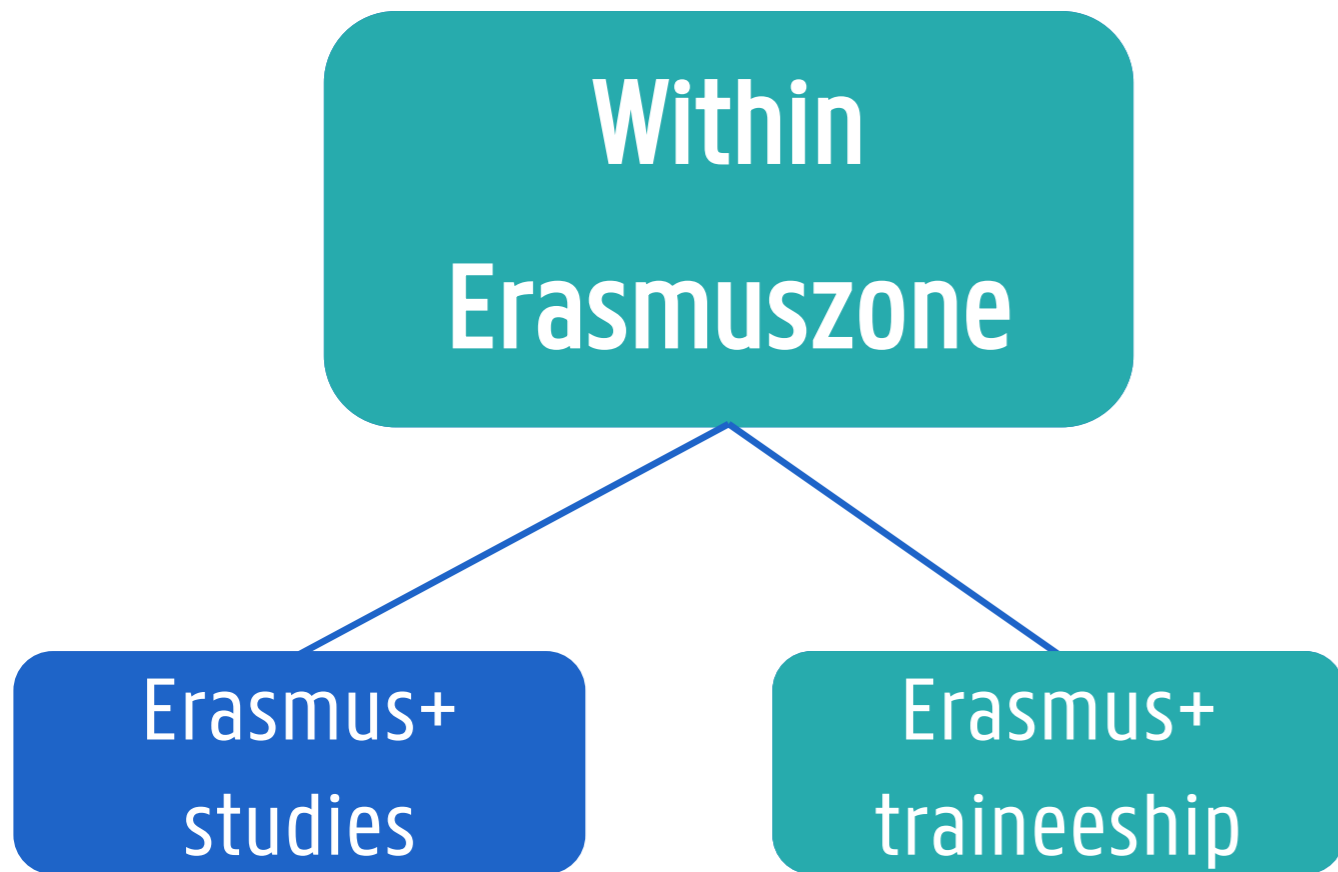 Within
Erasmuszone
Erasmus+
studies
Erasmus+
traineeship